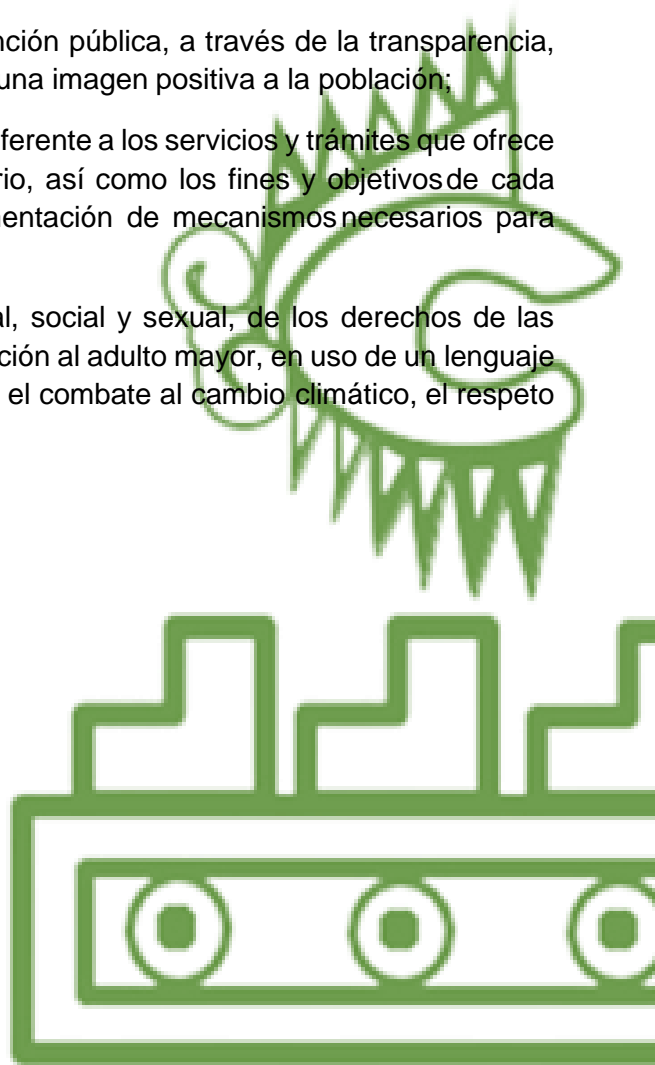 nción pública, a través de la transparencia,
una imagen positiva a la población;
ferente a los servicios y trámites que ofrece
rio, así como los fines y objetivos de cada
mentación de mecanismos necesarios para
al, social y sexual, de los derechos de las
ción al adulto mayor, en uso de un lenguaje
el combate al cambio climático, el respeto